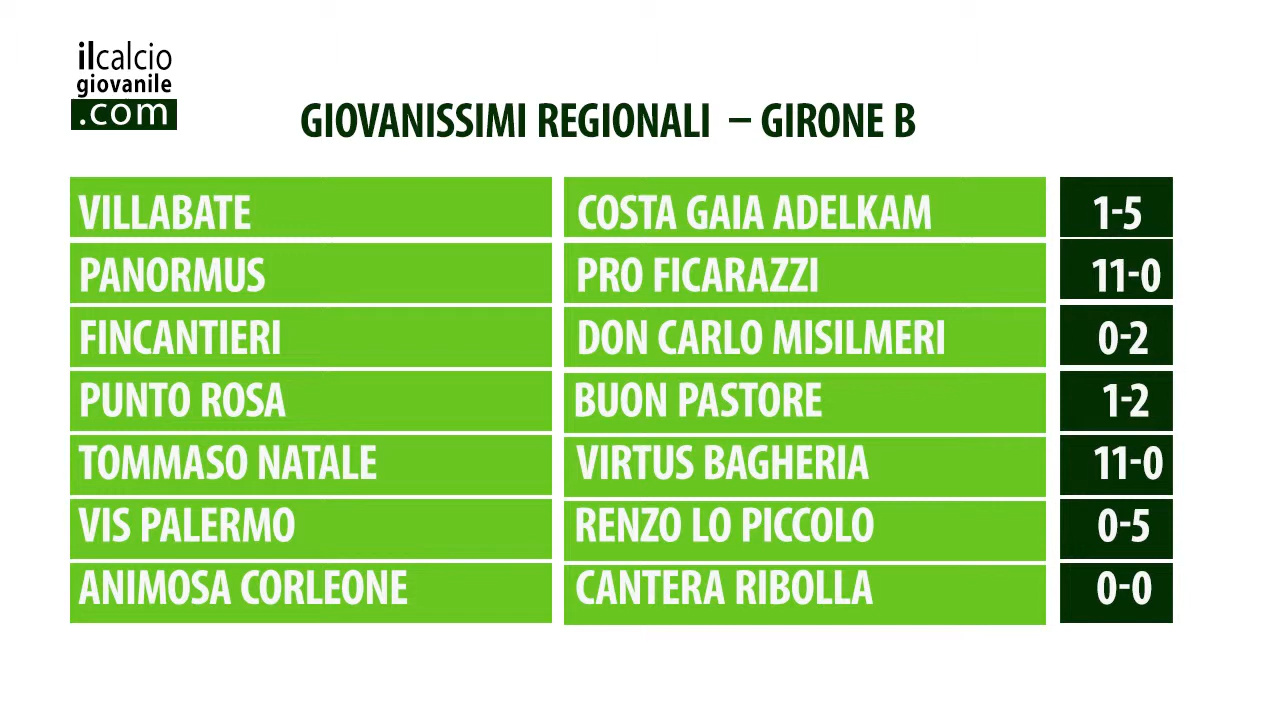 ilcalcio
giovanile
.com
GIOVANISSIMI REGIONALI – GIRONE B
VILLABATE COSTA GAIA ADELKAM 1-5
PANORMUS PRO FICARAZZI 11-0
FINCANTIERI DON CARLO MISILMERI 0-2
PUNTO ROSA BUON PASTORE 1-2
TOMMASO NATALE VIRTUS BAGHERIA 11-0
VIS PALERMO RENZO LO PICCOLO 0-5
ANIMOSA CORLEONE CANTERA RIBOLLA 0-0